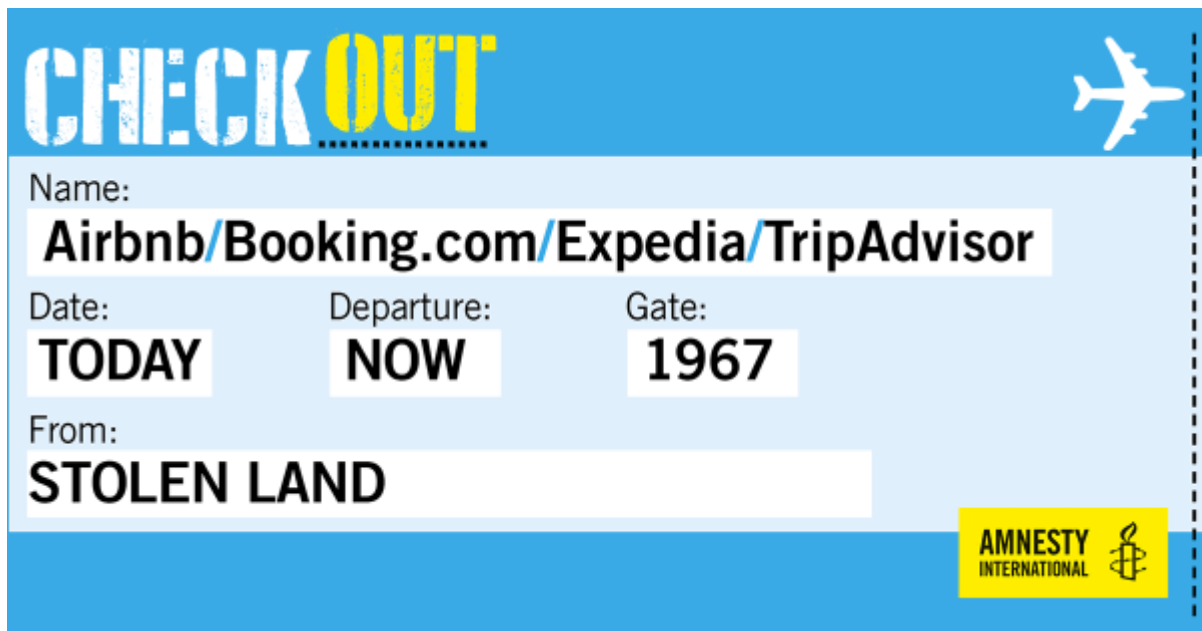 CHECKOUT
Name:
Airbnb/Booking.com/Expedia/TripAdvisor
Date: Departure: Gate:
TODAY NOW 1967
From:
STOLEN LAND
AMNESTY
INTERNATIONAL